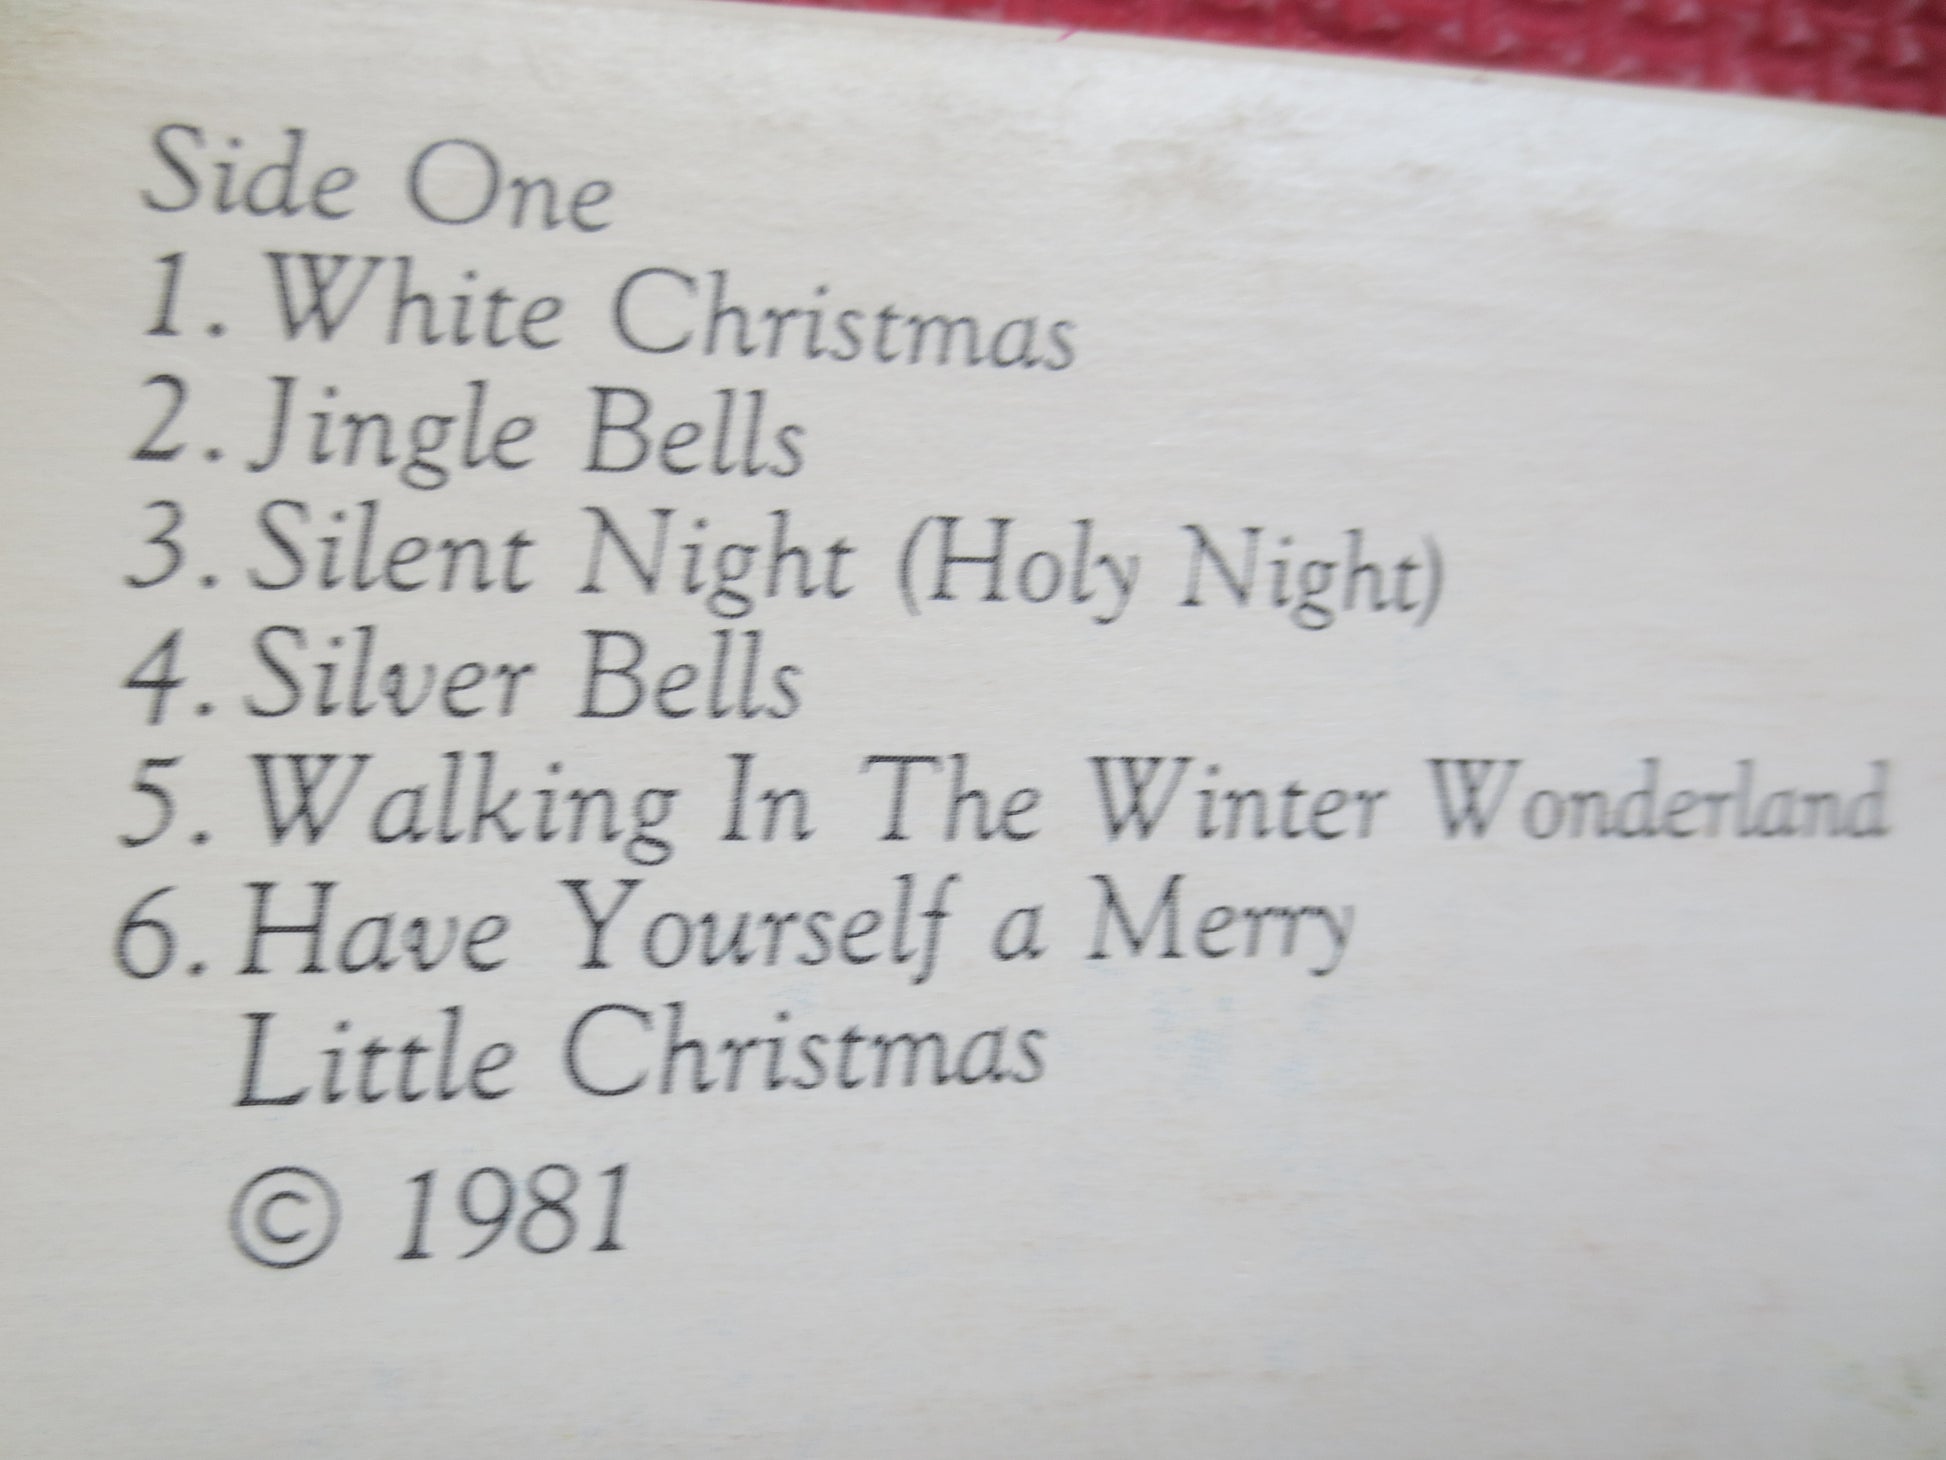 Side One
1. White Christmas
2. Jingle Bells
3. Silent Night (Holy Night)
4. Silver Bells
5. Walking In The Winter Wonderland
6. Have Yourself a Merry
Little Christmas
© 1981